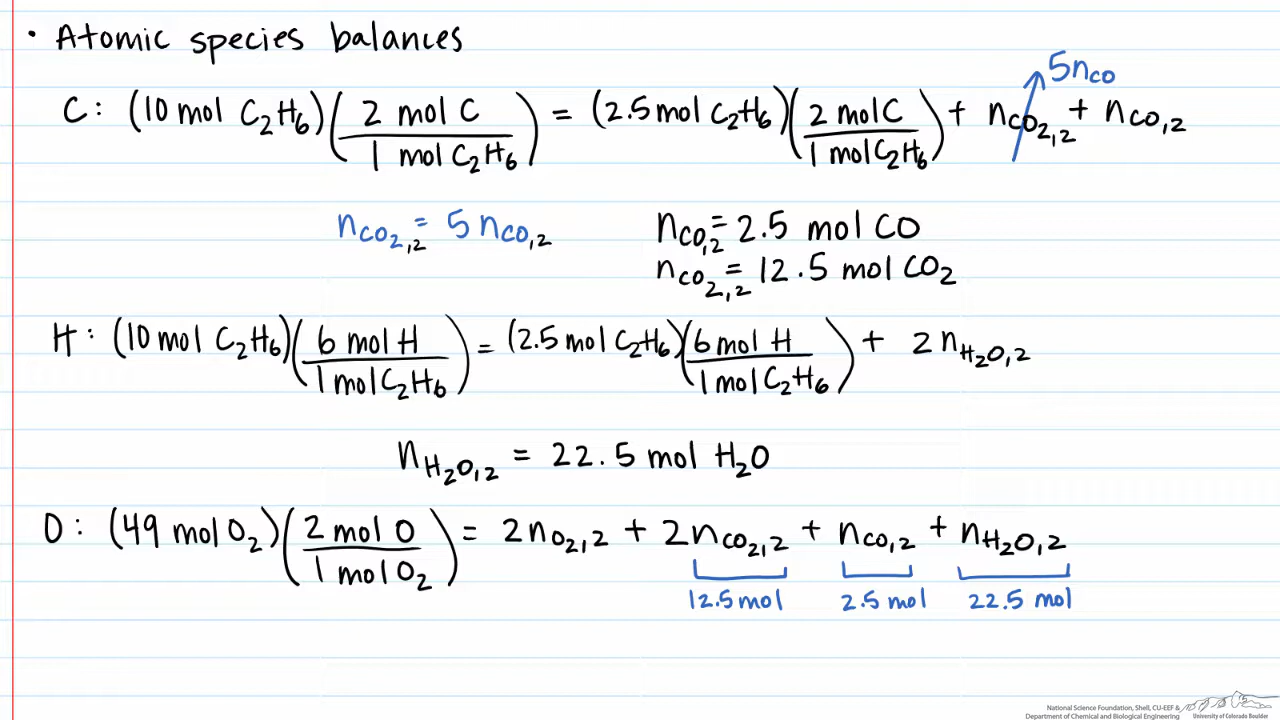 • Atomic species balances
5n_CO
C: (10 mol C₂H₆)(2 mol C / 1 mol C₂H₆) = (2.5 mol C₂H₆)(2 mol C / 1 mol C₂H₆) + n_CO₂,₂ + n_CO,₂
n_CO₂,₂ = 5 n_CO,₂
n_CO,₂ = 2.5 mol CO
n_CO₂,₂ = 12.5 mol CO₂
H: (10 mol C₂H₆)(6 mol H / 1 mol C₂H₆) = (2.5 mol C₂H₆)(6 mol H / 1 mol C₂H₆) + 2n_H₂O,₂
n_H₂O,₂ = 22.5 mol H₂O
O: (49 mol O₂)(2 mol O / 1 mol O₂) = 2n_O₂,₂ + 2n_CO₂,₂ + n_CO,₂ + n_H₂O,₂
12.5 mol 2.5 mol 22.5 mol
National Science Foundation, Shell, CU-EEF &
Department of Chemical and Biological Engineering
University of Colorado Boulder